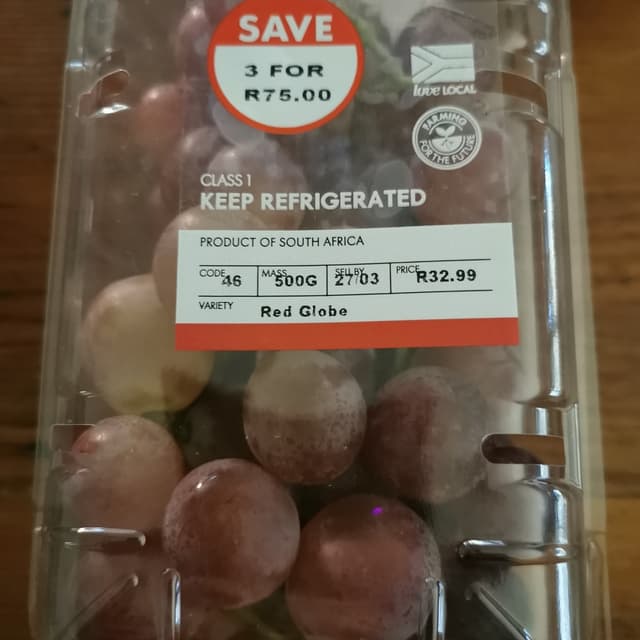 SAVE
3 FOR
R75.00
love LOCAL
FARMING
FOR THE FUTURE
CLASS 1
KEEP REFRIGERATED
PRODUCT OF SOUTH AFRICA
CODE 46 MASS 500G SELL BY 27/03 PRICE R32.99
VARIETY Red Globe